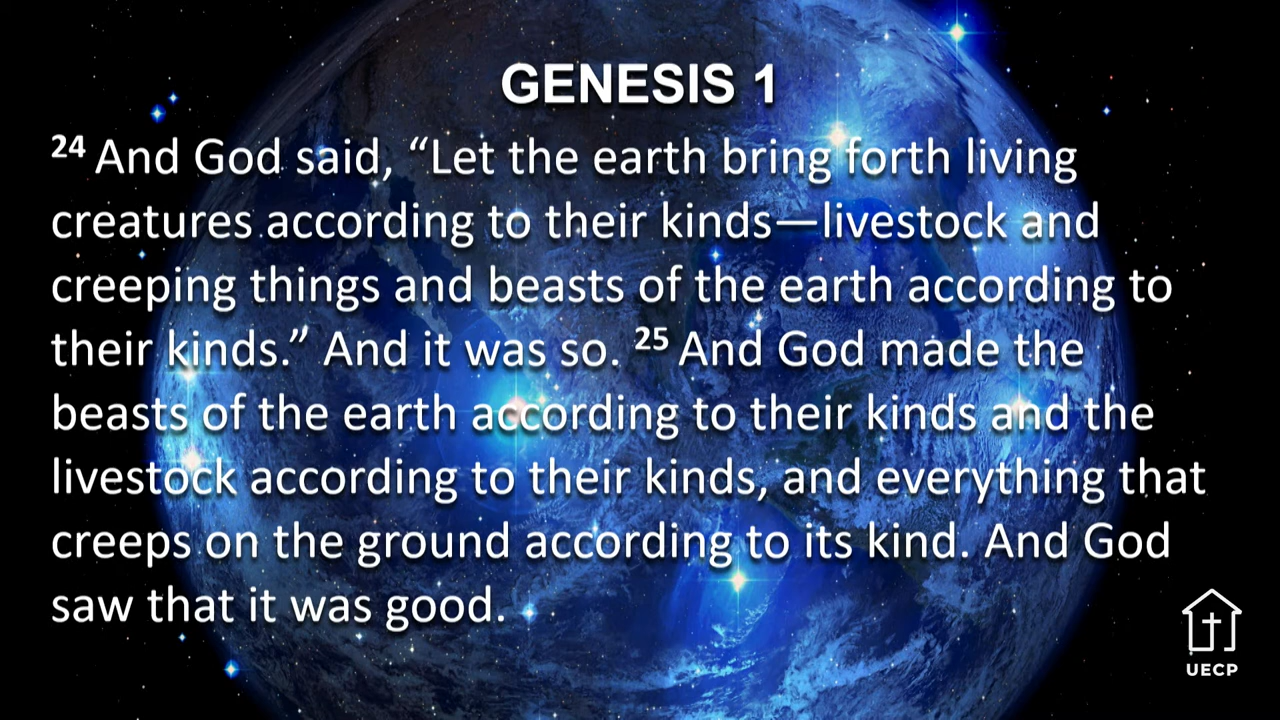 GENESIS 1
24 And God said, “Let the earth bring forth living
creatures according to their kinds—livestock and
creeping things and beasts of the earth according to
their kinds.” And it was so. 25 And God made the
beasts of the earth according to their kinds and the
livestock according to their kinds, and everything that
creeps on the ground according to its kind. And God
saw that it was good.
UECP